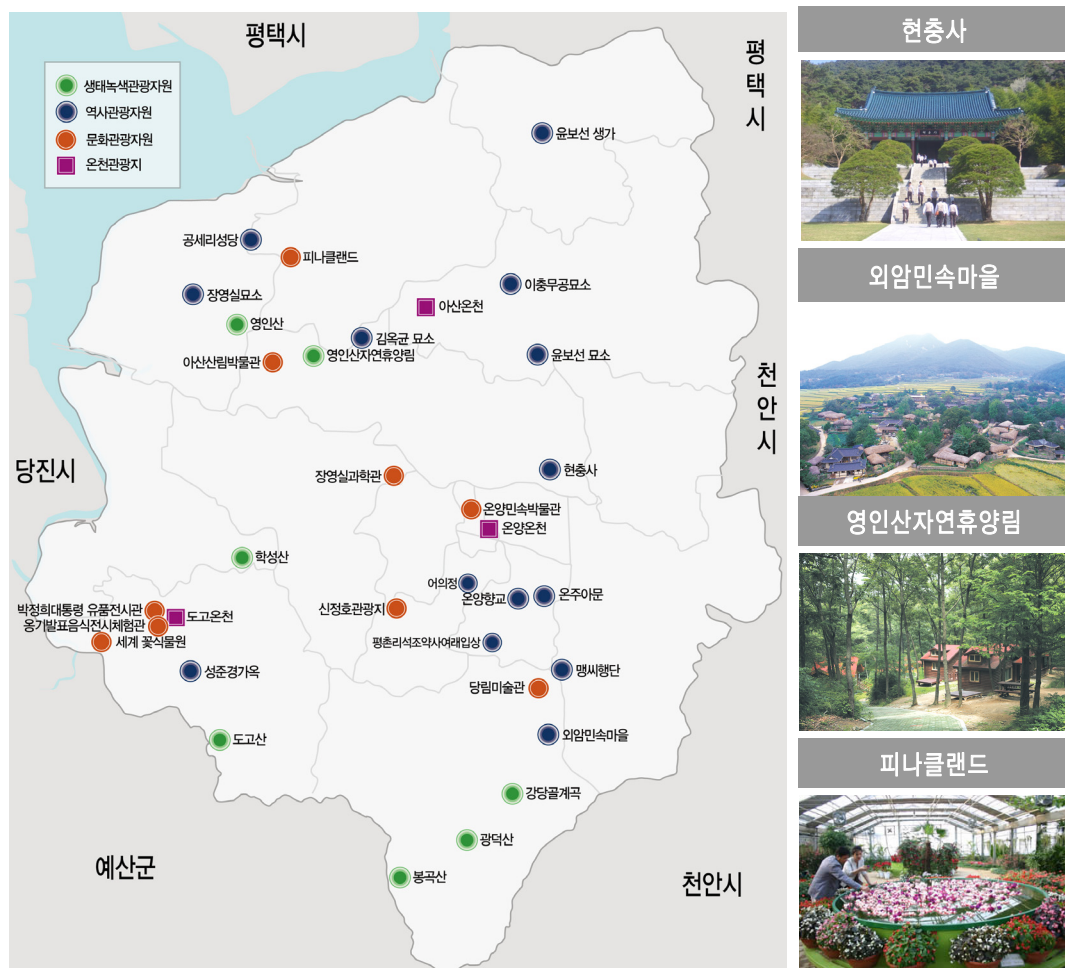 평택시
평택시
생태녹색관광자원
역사관광자원
문화관광자원
온천관광지
윤보선 생가
공세리성당
피나클랜드
이충무공묘소
장영실묘소
아산온천
영인산
김옥균 묘소
영인산자연휴양림
아산산림박물관
윤보선 묘소
천안시
당진시
장영실과학관
현충사
온양민속박물관
온양온천
학성산
어의정
온양향교
온주아문
박정희대통령 유품전시관
도고온천
신정호관광지
옹기발표음식전시체험관
세계 꽃식물원
평촌리석조약사여래입상
성준경가옥
맹씨행단
당림미술관
도고산
외암민속마을
강당골계곡
광덕산
봉곡산
예산군
천안시
현충사
외암민속마을
영인산자연휴양림
피나클랜드